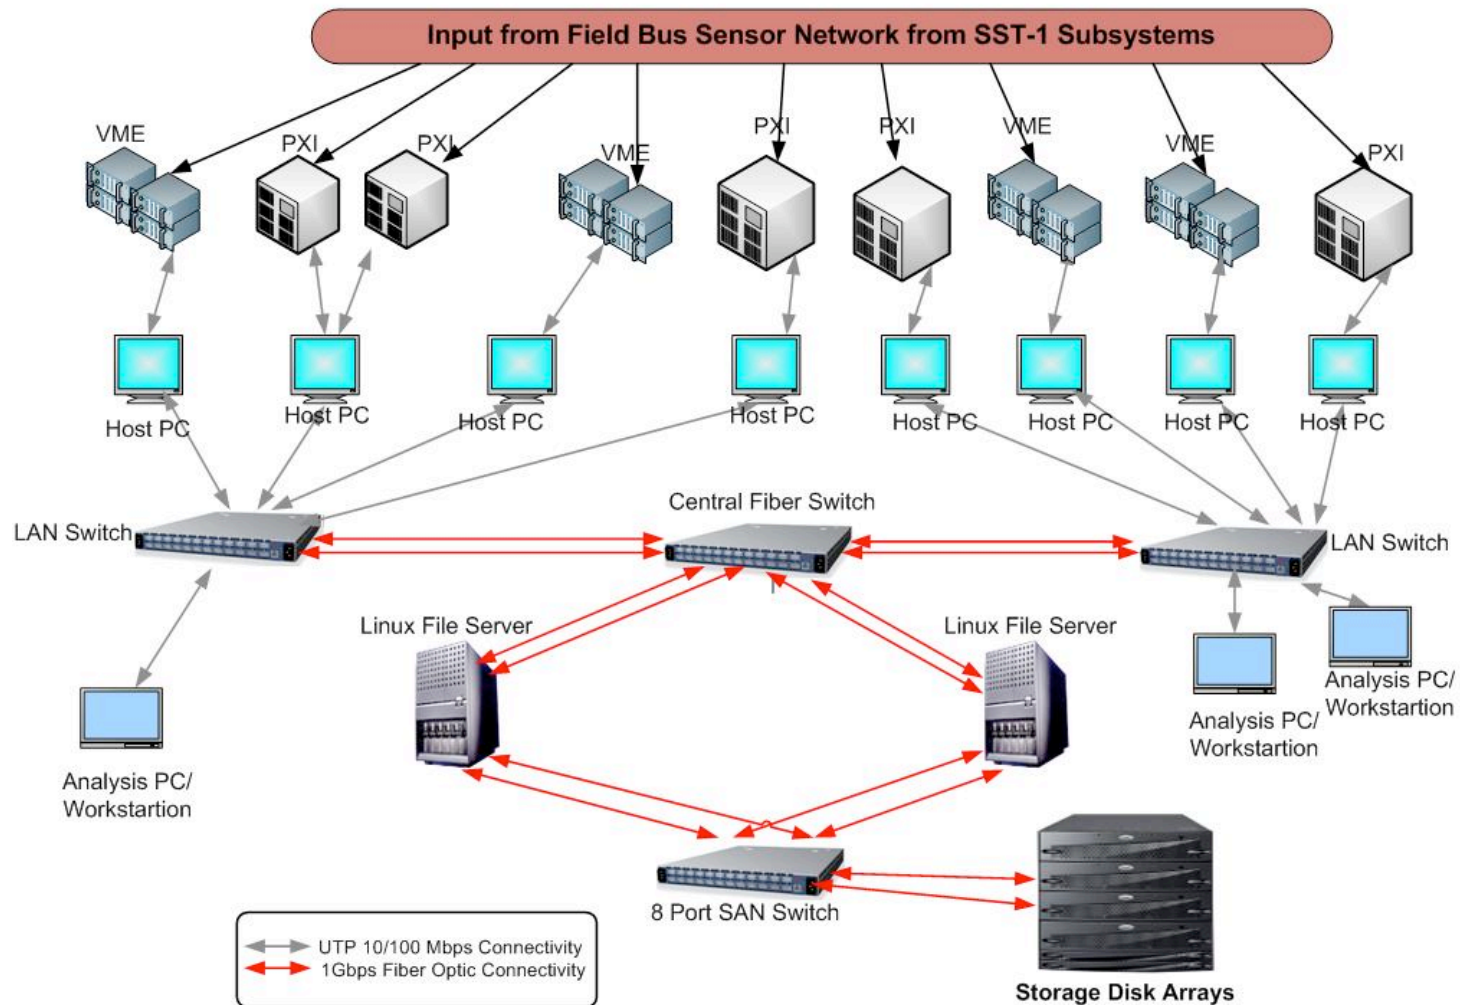 Input from Field Bus Sensor Network from SST-1 Subsystems
VME
PXI
PXI
VME
PXI
PXI
VME
VME
PXI
Host PC
Host PC
Host PC
Host PC
Host PC
Host PC
Host PC
Host PC
LAN Switch
Central Fiber Switch
LAN Switch
Linux File Server
Linux File Server
Analysis PC/
Workstartion
Analysis PC/
Workstartion
Analysis PC/
Workstartion
8 Port SAN Switch
UTP 10/100 Mbps Connectivity
1Gbps Fiber Optic Connectivity
Storage Disk Arrays